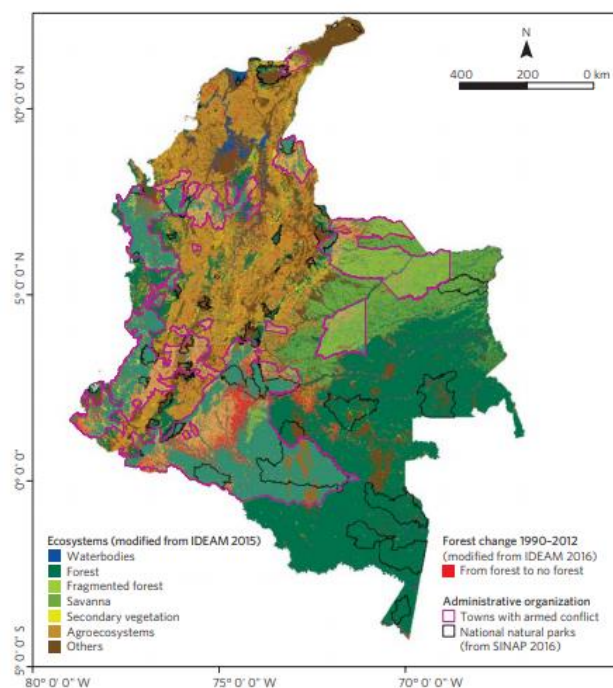 N
400 200 0 km
10° 0' 0" N
5° 0' 0" N
0° 0' 0"
5° 0' 0" S
Ecosystems (modified from IDEAM 2015)
Waterbodies
Forest
Fragmented forest
Savanna
Secondary vegetation
Agroecosystems
Others
Forest change 1990–2012
(modified from IDEAM 2016)
From forest to no forest
Administrative organization
Towns with armed conflict
National natural parks
(from SINAP 2016)
80° 0' 0" W 75° 0' 0" W 70° 0' 0" W